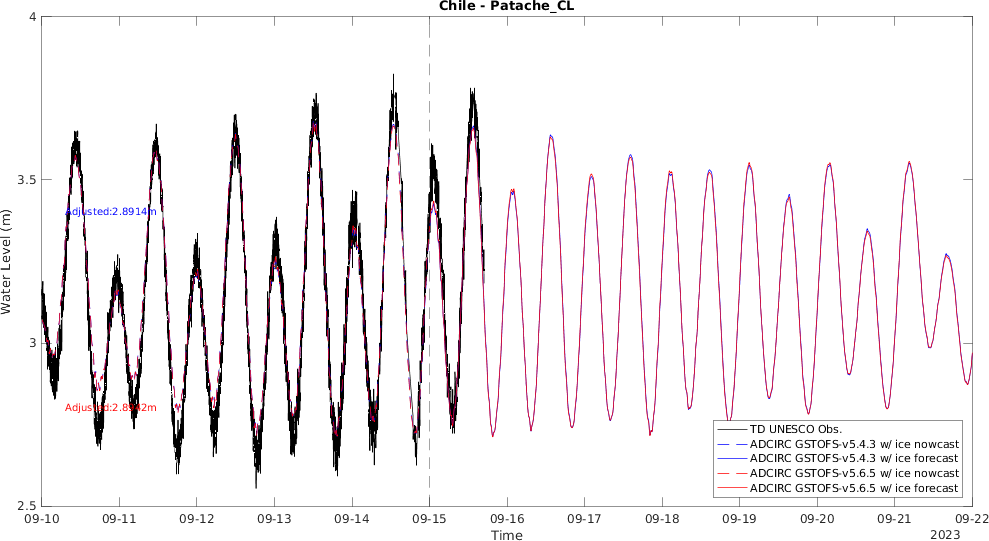 Chile - Patache_CL
4
3.5
3
2.5
Water Level (m)
Adjusted:2.8914m
Adjusted:2.8942m
TD UNESCO Obs.
ADCIRC GSTOFS-v5.4.3 w/ ice nowcast
ADCIRC GSTOFS-v5.4.3 w/ ice forecast
ADCIRC GSTOFS-v5.6.5 w/ ice nowcast
ADCIRC GSTOFS-v5.6.5 w/ ice forecast
09-10 09-11 09-12 09-13 09-14 09-15 09-16 09-17 09-18 09-19 09-20 09-21 09-22
Time
2023